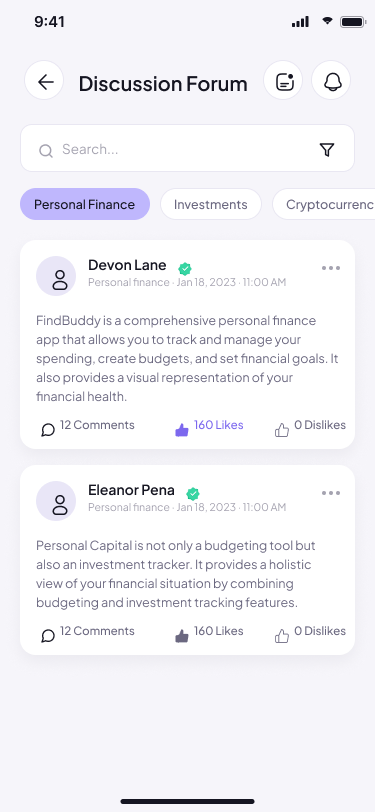 9:41
Discussion Forum
Search...
Personal Finance
Investments
Cryptocurrenc
Devon Lane
Personal finance · Jan 18, 2023 · 11:00 AM
FindBuddy is a comprehensive personal finance
app that allows you to track and manage your
spending, create budgets, and set financial goals. It
also provides a visual representation of your
financial health.
12 Comments
160 Likes
0 Dislikes
Eleanor Pena
Personal finance · Jan 18, 2023 · 11:00 AM
Personal Capital is not only a budgeting tool but
also an investment tracker. It provides a holistic
view of your financial situation by combining
budgeting and investment tracking features.
12 Comments
160 Likes
0 Dislikes